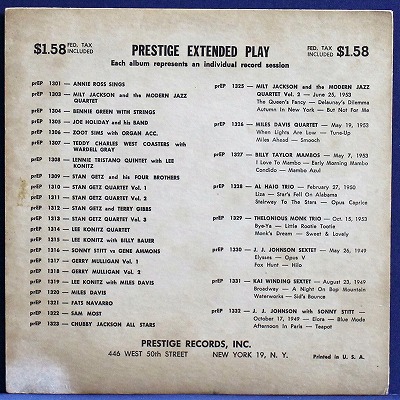 $1.58 FED. TAX INCLUDED
PRESTIGE EXTENDED PLAY
FED. TAX INCLUDED $1.58
Each album represents an individual record session
prEP 1301 — ANNIE ROSS SINGS
prEP 1303 — MILT JACKSON and the MODERN JAZZ
QUARTET
prEP 1304 — BENNIE GREEN WITH STRINGS
prEP 1305 — JOE HOLIDAY and his BAND
prEP 1306 — ZOOT SIMS with ORGAN ACC.
prEP 1307 — TEDDY CHARLES WEST COASTERS with
WARDELL GRAY
prEP 1308 — LENNIE TRISTANO QUINTET with LEE
KONITZ
prEP 1309 — STAN GETZ and his FOUR BROTHERS
prEP 1310 — STAN GETZ QUARTET Vol. 1
prEP 1311 — STAN GETZ QUARTET Vol. 2
prEP 1312 — STAN GETZ and TERRY GIBBS
prEP 1313 — STAN GETZ QUARTET Vol. 3
prEP 1314 — LEE KONITZ QUARTET
prEP 1315 — LEE KONITZ with BILLY BAUER
prEP 1316 — SONNY STITT vs GENE AMMONS
prEP 1317 — GERRY MULLIGAN Vol. 1
prEP 1318 — GERRY MULLIGAN Vol. 2
prEP 1319 — LEE KONITZ with MILES DAVIS
prEP 1320 — MILES DAVIS
prEP 1321 — FATS NAVARRO
prEP 1322 — SAM MOST
prEP 1323 — CHUBBY JACKSON ALL STARS
prEP 1325 — MILT JACKSON and the MODERN JAZZ
QUARTET Vol. 2 — June 25, 1953
The Queen's Fancy — Delaunay's Dilemma
Autumn in New York — But Not For Me
prEP 1326 — MILES DAVIS QUARTET — May 19, 1953
When Lights Are Low — Tune-Up
Miles Ahead — Smooch
prEP 1327 — BILLY TAYLOR MAMBOS — May 7, 1953
I Love To Mambo — Early Morning Mambo
Candido — Mambo Azul
prEP 1328 — AL HAIG TRIO — February 27, 1950
Liza — Star's Fell On Alabama
Stairway To The Stars — Opus Caprice
prEP 1329 — THELONIOUS MONK TRIO — Oct. 15, 1953
Bye-Ya — Little Rootie Tootie
Monk's Dream — Sweet & Lovely
prEP 1330 — J. J. JOHNSON SEXTET — May 26, 1949
Elysees — Opus V
Fox Hunt — Hilo
prEP 1331 — KAI WINDING SEXTET — August 23, 1949
Broadway — A Night On Bop Mountain
Waterworks — Sid's Bounce
prEP 1332 — J. J. JOHNSON with SONNY STITT —
October 17, 1949 — Elora — Blue Mode
Afternoon In Paris — Teapot
PRESTIGE RECORDS, INC.
446 WEST 50th STREET NEW YORK 19, N. Y.
Printed in U. S. A.